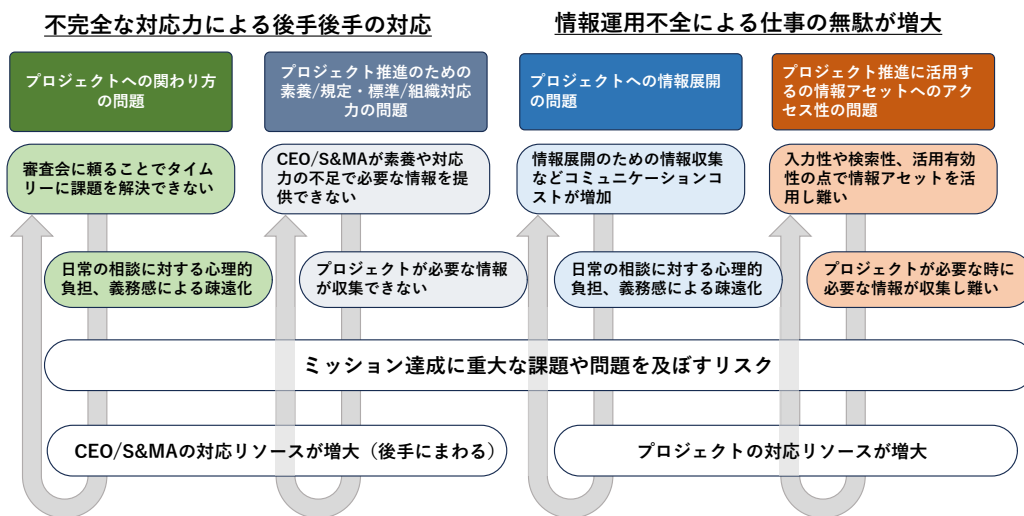 不完全な対応力による後手後手の対応
情報運用不全による仕事の無駄が増大
プロジェクトへの関わり方
の問題
プロジェクト推進のための
素養/規定・標準/組織対応
力の問題
プロジェクトへの情報展開
の問題
プロジェクト推進に活用す
るの情報アセットへのアク
セス性の問題
審査会に頼ることでタイム
リーに課題を解決できない
CEO/S&MAが素養や対応
力の不足で必要な情報を提
供できない
情報展開のための情報収集
などコミュニケーションコ
ストが増加
入力性や検索性、活用有効
性の点で情報アセットを活
用し難い
日常の相談に対する心理的
負担、義務感による疎遠化
プロジェクトが必要な情報
が収集できない
日常の相談に対する心理的
負担、義務感による疎遠化
プロジェクトが必要な時に
必要な情報が収集し難い
ミッション達成に重大な課題や問題を及ぼすリスク
CEO/S&MAの対応リソースが増大（後手にまわる）
プロジェクトの対応リソースが増大